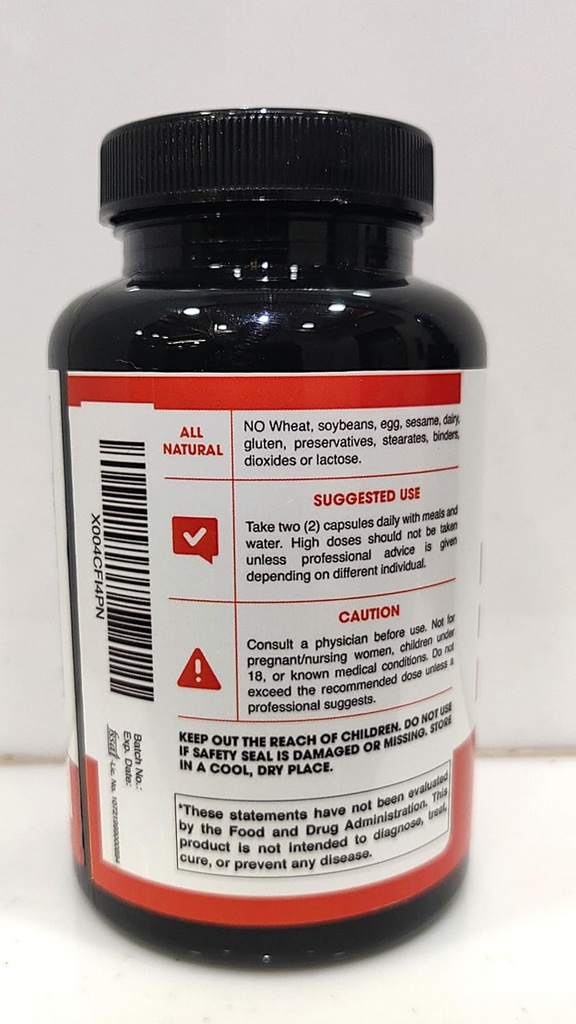 ALL
NATURAL
NO Wheat, soybeans, egg, sesame, dairy,
gluten, preservatives, stearates, binders,
dioxides or lactose.
SUGGESTED USE
Take two (2) capsules daily with meals and
water. High doses should not be taken
unless professional advice is given
depending on different individual.
CAUTION
Consult a physician before use. Not for
pregnant/nursing women, children under
18, or known medical conditions. Do not
exceed the recommended dose unless a
professional suggests.
KEEP OUT THE REACH OF CHILDREN. DO NOT USE
IF SAFETY SEAL IS DAMAGED OR MISSING. STORE
IN A COOL, DRY PLACE.
*These statements have not been evaluated
by the Food and Drug Administration. This
product is not intended to diagnose, treat,
cure, or prevent any disease.
X004CFI4PN
Batch No.:
Exp. Date:
fssai -Lic. No.